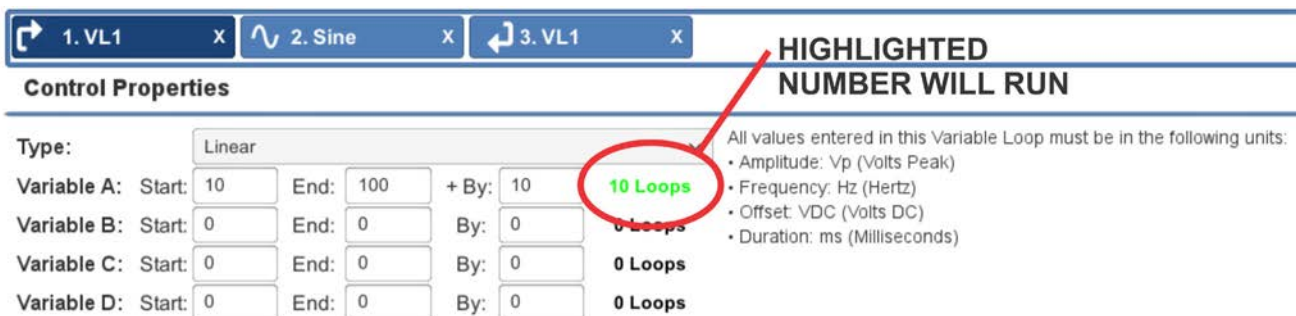 1. VL1 X 2. Sine X 3. VL1 X
HIGHLIGHTED
NUMBER WILL RUN
Control Properties
Type: Linear
All values entered in this Variable Loop must be in the following units:
• Amplitude: Vp (Volts Peak)
• Frequency: Hz (Hertz)
• Offset: VDC (Volts DC)
• Duration: ms (Milliseconds)
Variable A: Start: 10 End: 100 + By: 10 10 Loops
Variable B: Start: 0 End: 0 By: 0 0 Loops
Variable C: Start: 0 End: 0 By: 0 0 Loops
Variable D: Start: 0 End: 0 By: 0 0 Loops